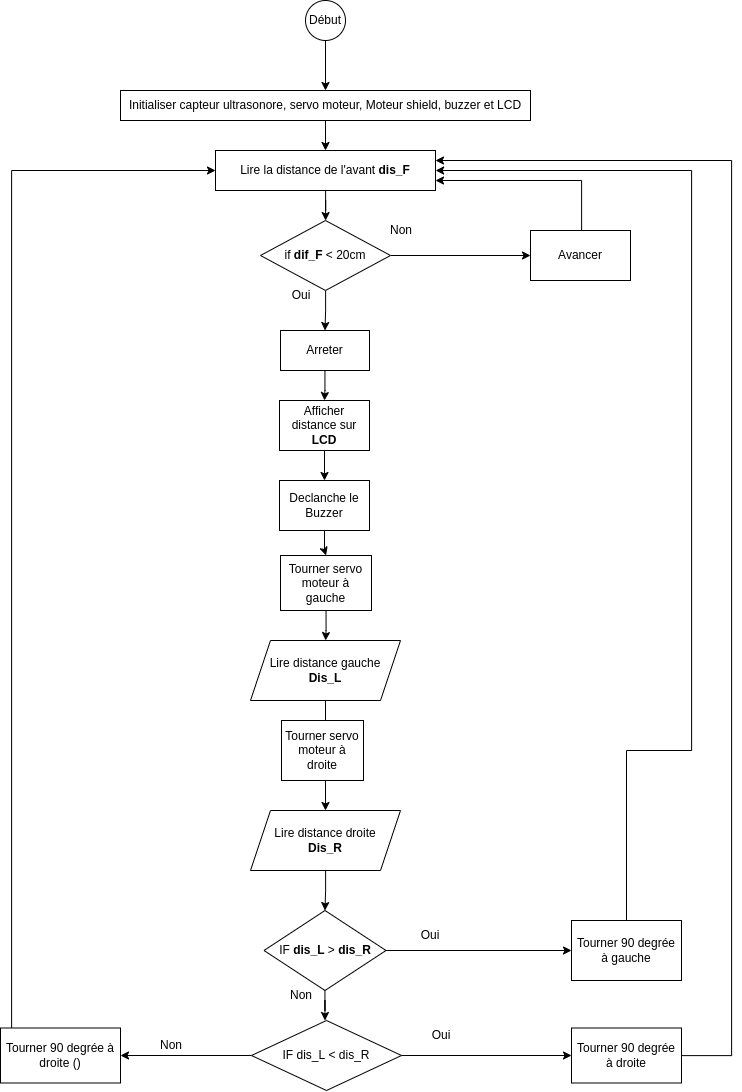 Début
Initialiser capteur ultrasonore, servo moteur, Moteur shield, buzzer et LCD
Lire la distance de l'avant dis_F
if dif_F < 20cm
Non
Avancer
Oui
Arreter
Afficher
distance sur
LCD
Declanche le
Buzzer
Tourner servo
moteur à
gauche
Lire distance gauche
Dis_L
Tourner servo
moteur à
droite
Lire distance droite
Dis_R
IF dis_L > dis_R
Oui
Tourner 90 degrée
à gauche
Non
IF dis_L < dis_R
Non
Tourner 90 degrée à
droite ()
Oui
Tourner 90 degrée
à droite